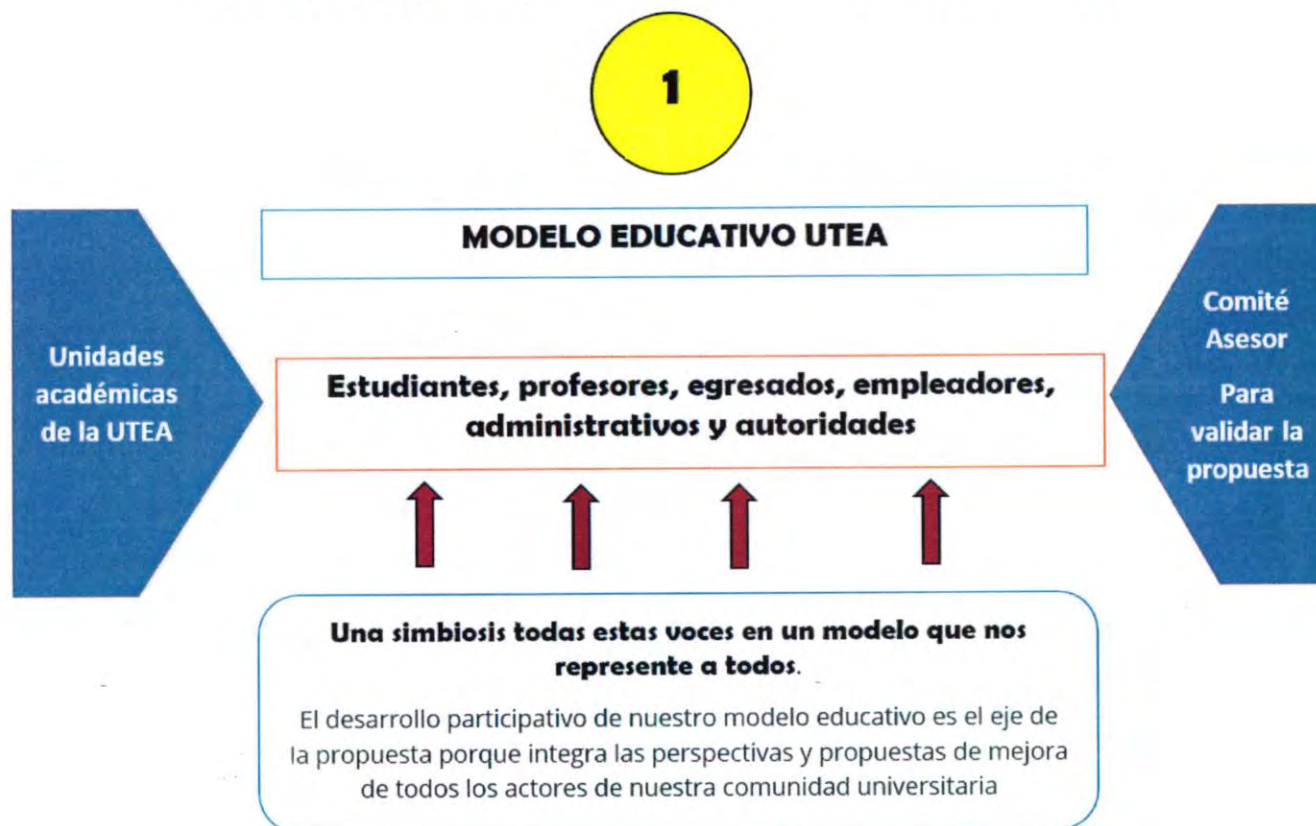 1
MODELO EDUCATIVO UTEA
Unidades
académicas
de la UTEA
Estudiantes, profesores, egresados, empleadores,
administrativos y autoridades
Comité
Asesor
Para
validar la
propuesta
Una simbiosis todas estas voces en un modelo que nos
represente a todos.
El desarrollo participativo de nuestro modelo educativo es el eje de
la propuesta porque integra las perspectivas y propuestas de mejora
de todos los actores de nuestra comunidad universitaria